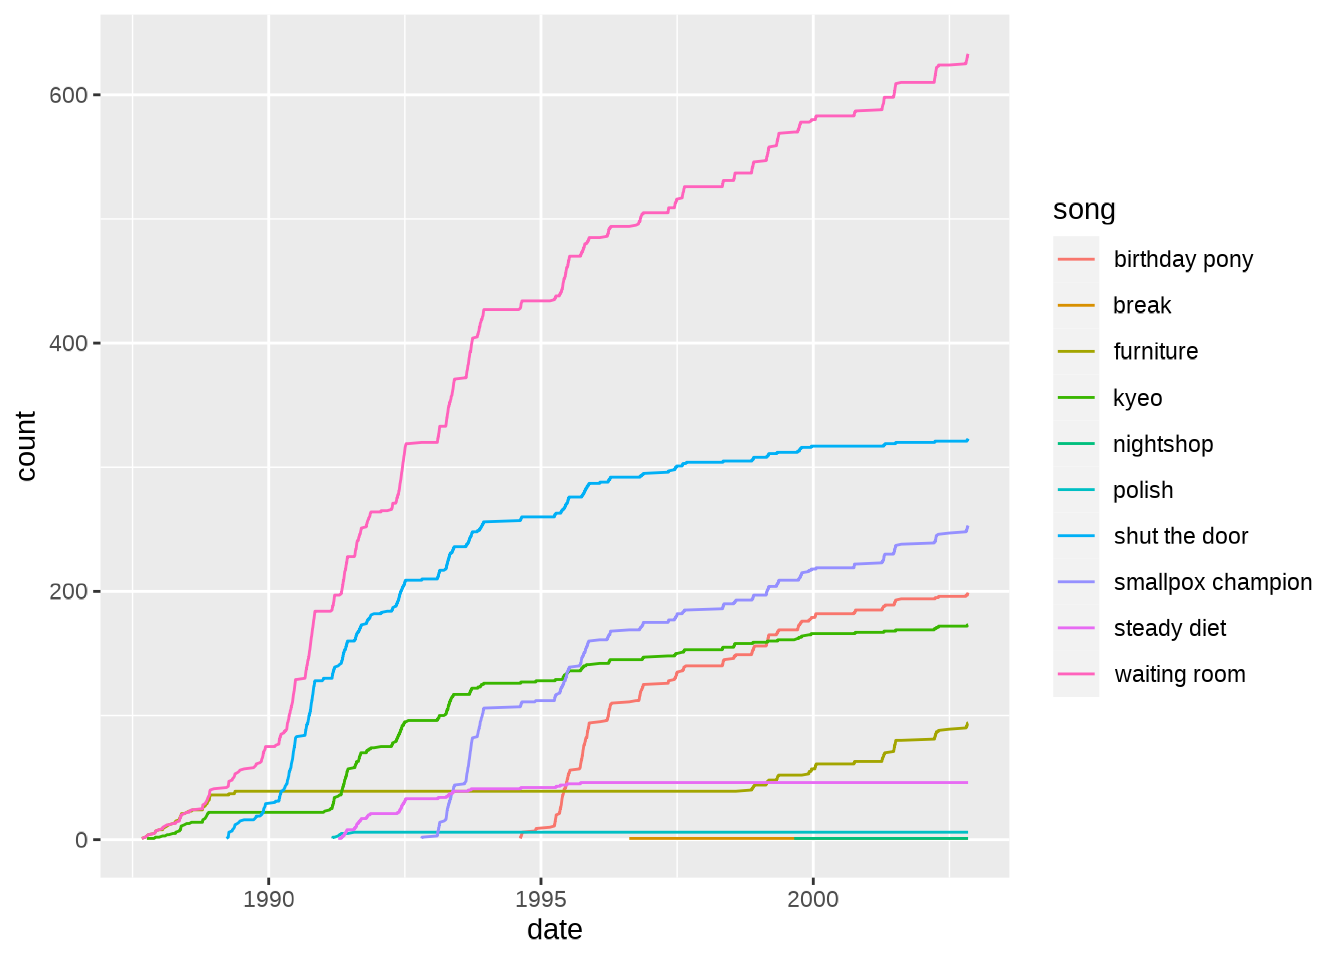 600
400
200
0
count
1990
1995
2000
date
song
birthday pony
break
furniture
kyeo
nightshop
polish
shut the door
smallpox champion
steady diet
waiting room